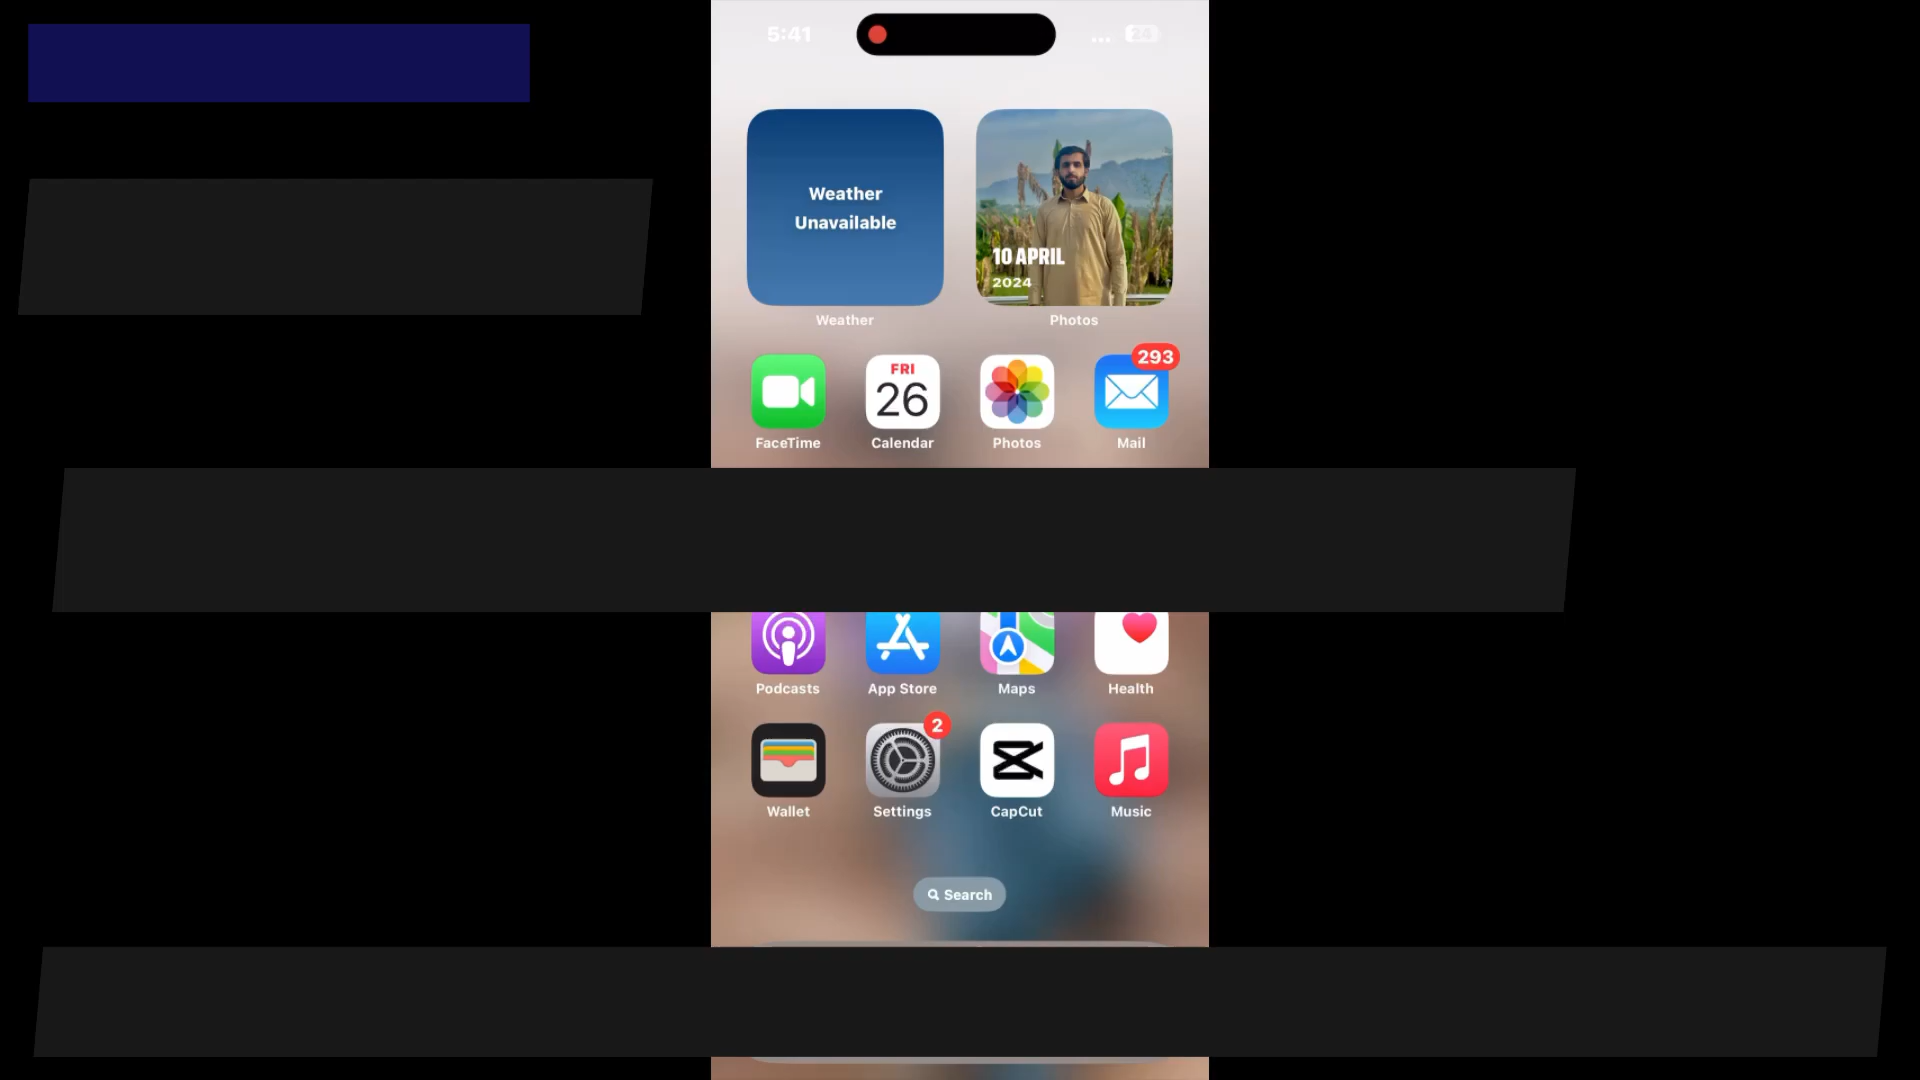 5:41
24
Weather
Unavailable
10 APRIL
2024
Weather
Photos
FRI
26
293
FaceTime
Calendar
Photos
Mail
Podcasts
App Store
Maps
Health
2
Wallet
Settings
CapCut
Music
Search